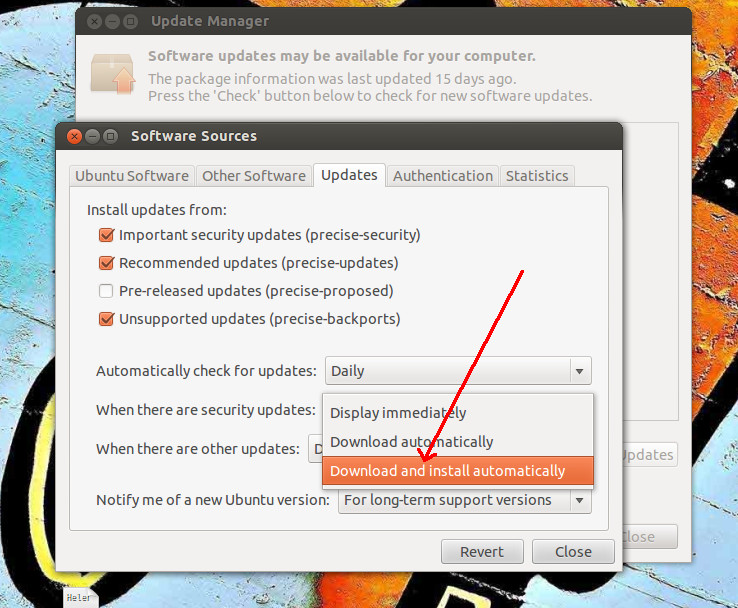 Update Manager
Software updates may be available for your computer.
The package information was last updated 15 days ago.
Press the 'Check' button below to check for new software updates.
Software Sources
Ubuntu Software Other Software Updates Authentication Statistics
Install updates from:
Important security updates (precise-security)
Recommended updates (precise-updates)
Pre-released updates (precise-proposed)
Unsupported updates (precise-backports)
Automatically check for updates: Daily
When there are security updates: Display immediately
Download automatically
When there are other updates: D
Download and install automatically
Updates
Notify me of a new Ubuntu version: For long-term support versions
Close
Revert Close
Heler